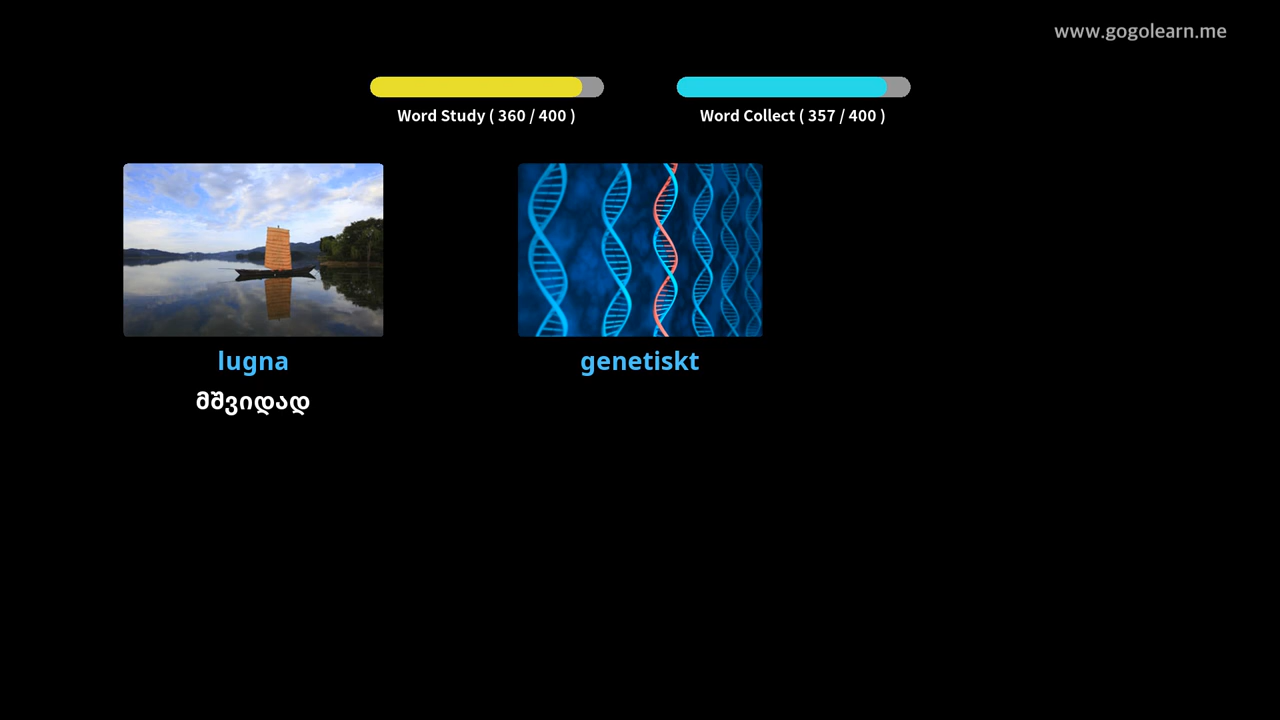 www.gogolearn.me
Word Study ( 360 / 400 )
Word Collect ( 357 / 400 )
lugna
genetiskt
მშვიდად